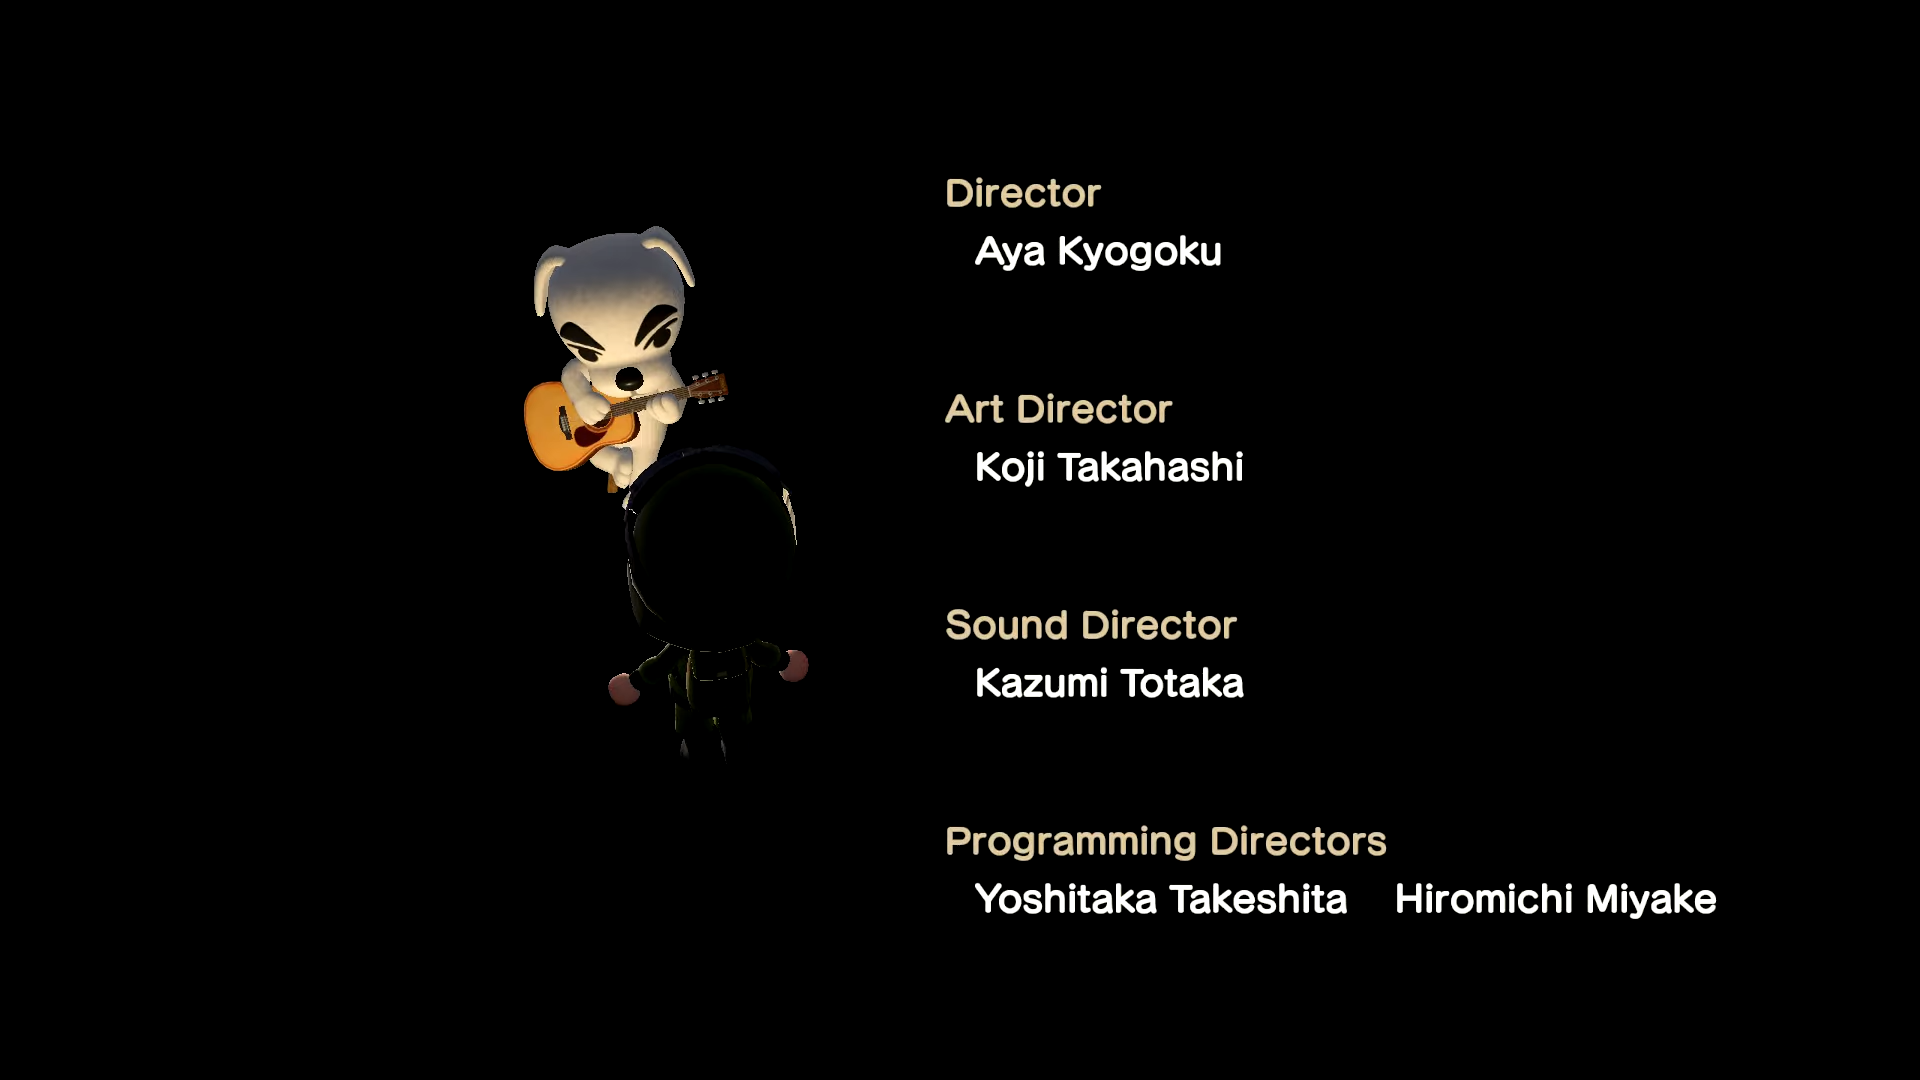 Director
Aya Kyogoku
Art Director
Koji Takahashi
Sound Director
Kazumi Totaka
Programming Directors
Yoshitaka Takeshita Hiromichi Miyake